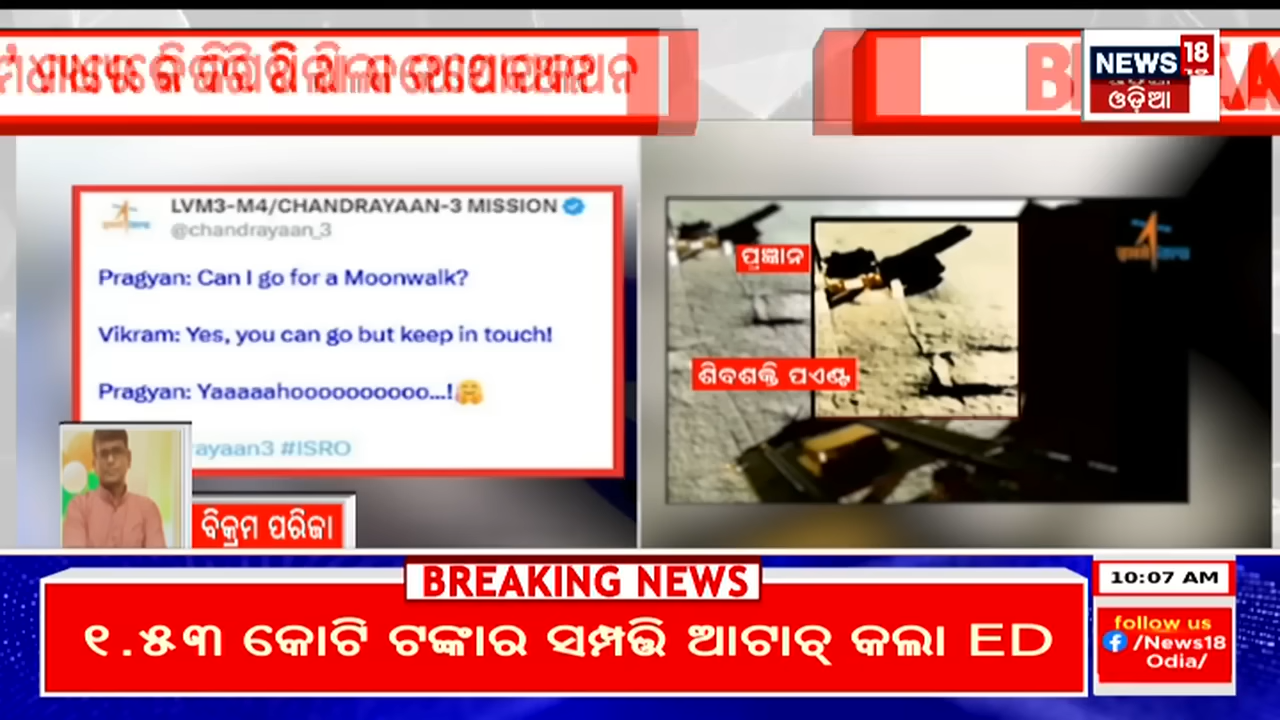 NEWS 18
ଓଡ଼ିଆ
LVM3-M4/CHANDRAYAAN-3 MISSION
@chandrayaan_3
Pragyan: Can I go for a Moonwalk?
Vikram: Yes, you can go but keep in touch!
Pragyan: Yaaaaahoooooooooo...!🤗
rayaan3 #ISRO
ପ୍ରଜ୍ଞାନ
ଶିବଶକ୍ତି ପଏଣ୍ଟ
ବିକ୍ରମ ପରିଜା
BREAKING NEWS
୧.୫୩ କୋଟି ଟଙ୍କାର ସମ୍ପତ୍ତି ଆଟାଚ୍ କଲା ED
10:07 AM
follow us
/News18
Odia/